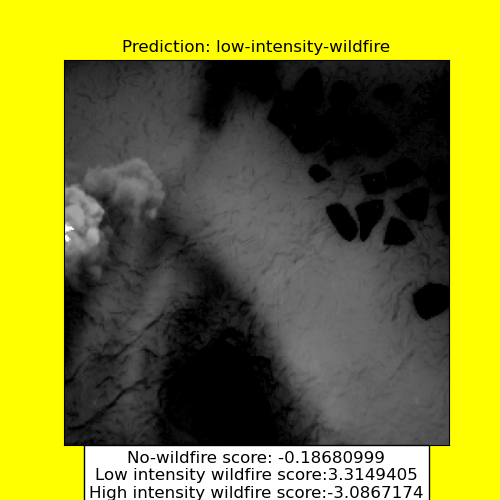 Prediction: low-intensity-wildfire
No-wildfire score: -0.18680999
Low intensity wildfire score:3.3149405
High intensity wildfire score:-3.0867174